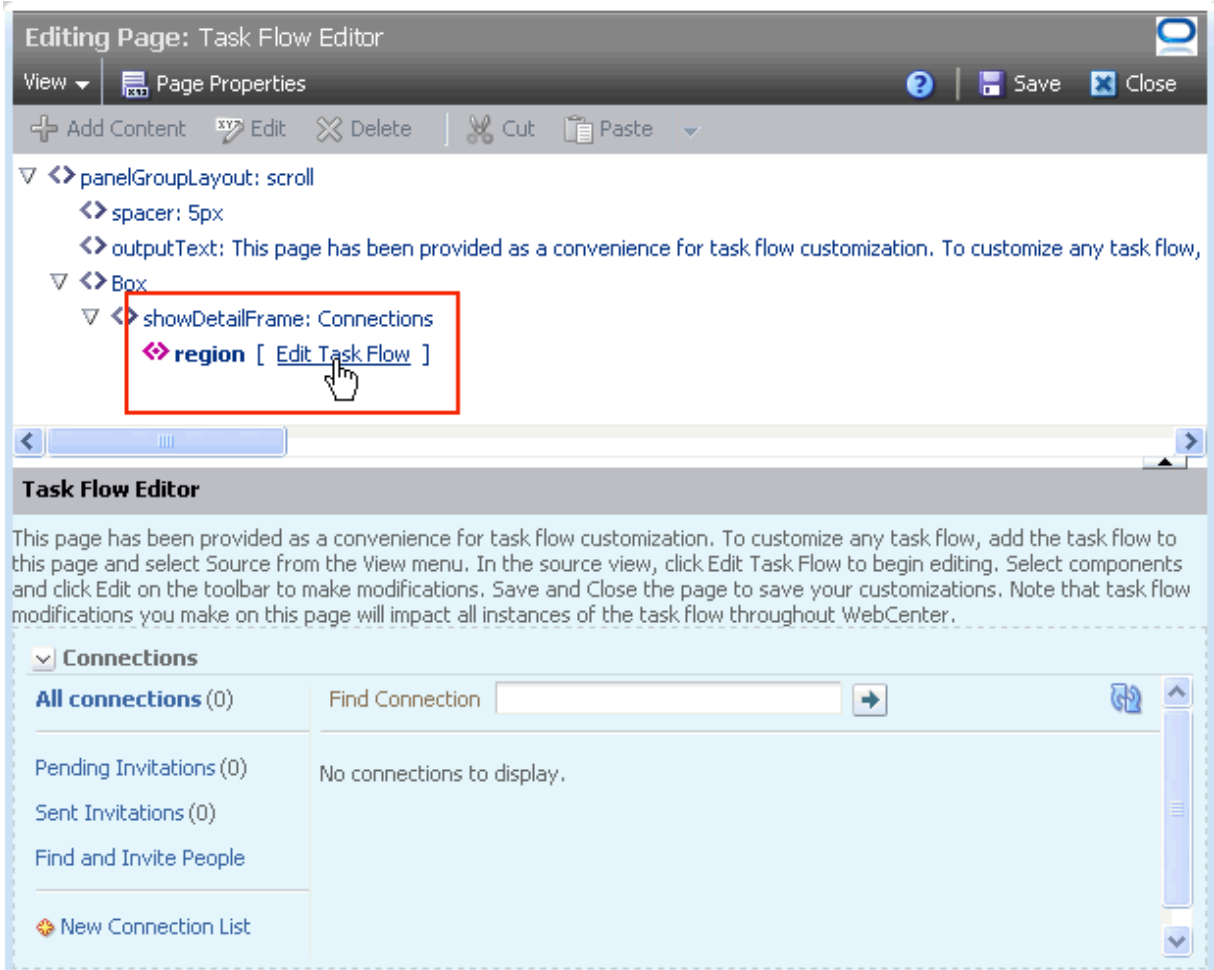 Editing Page: Task Flow Editor
View Page Properties Save Close
Add Content Edit Delete Cut Paste
panelGroupLayout: scroll
spacer: 5px
outputText: This page has been provided as a convenience for task flow customization. To customize any task flow,
Box
showDetailFrame: Connections
region [ Edit Task Flow ]
Task Flow Editor
This page has been provided as a convenience for task flow customization. To customize any task flow, add the task flow to
this page and select Source from the View menu. In the source view, click Edit Task Flow to begin editing. Select components
and click Edit on the toolbar to make modifications. Save and Close the page to save your customizations. Note that task flow
modifications you make on this page will impact all instances of the task flow throughout WebCenter.
Connections
All connections (0) Find Connection
Pending Invitations (0)
No connections to display.
Sent Invitations (0)
Find and Invite People
New Connection List